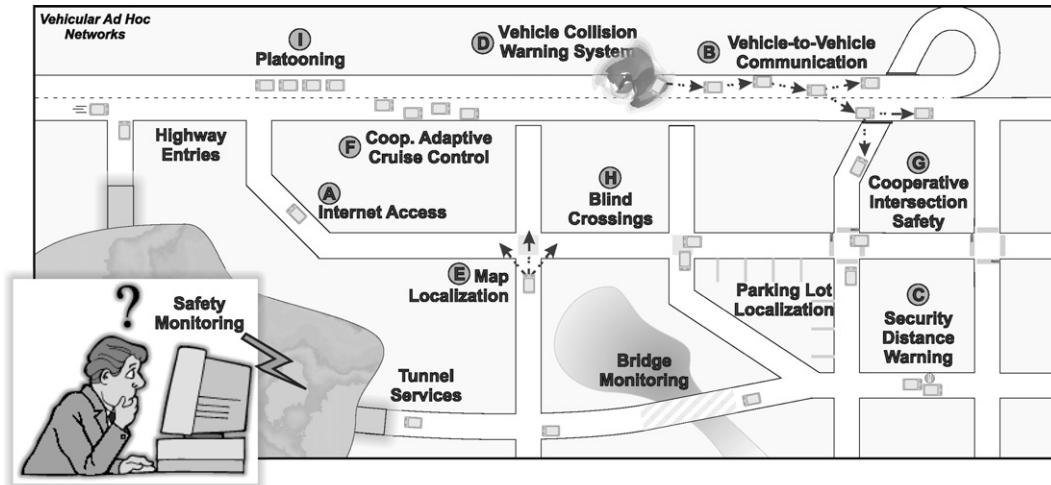 Vehicular Ad Hoc
Networks
I
Platooning
D
Vehicle Collision
Warning System
B
Vehicle-to-Vehicle
Communication
Highway
Entries
F
Coop. Adaptive
Cruise Control
A
Internet Access
H
Blind
Crossings
G
Cooperative
Intersection
Safety
E
Map
Localization
Parking Lot
Localization
C
Security
Distance
Warning
?
Safety
Monitoring
Tunnel
Services
Bridge
Monitoring